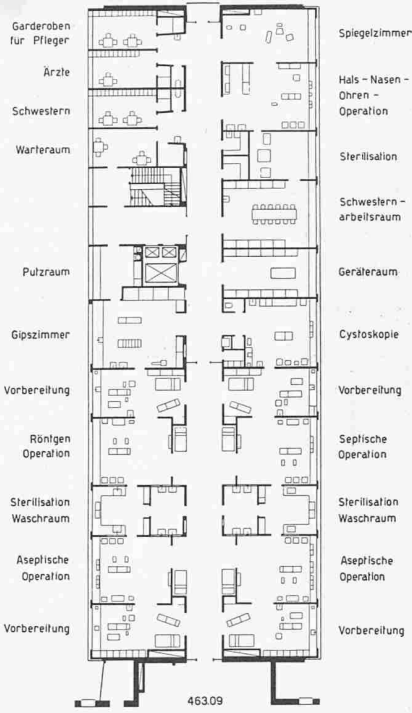 Garderoben
für Pfleger
Ärzte
Schwestern
Warteraum
Putzraum
Gipszimmer
Vorbereitung
Röntgen
Operation
Sterilisation
Waschraum
Aseptische
Operation
Vorbereitung
Spiegelzimmer
Hals - Nasen -
Ohren -
Operation
Sterilisation
Schwestern -
arbeitsraum
Geräteraum
Cystoskopie
Vorbereitung
Septische
Operation
Sterilisation
Waschraum
Aseptische
Operation
Vorbereitung
463.09